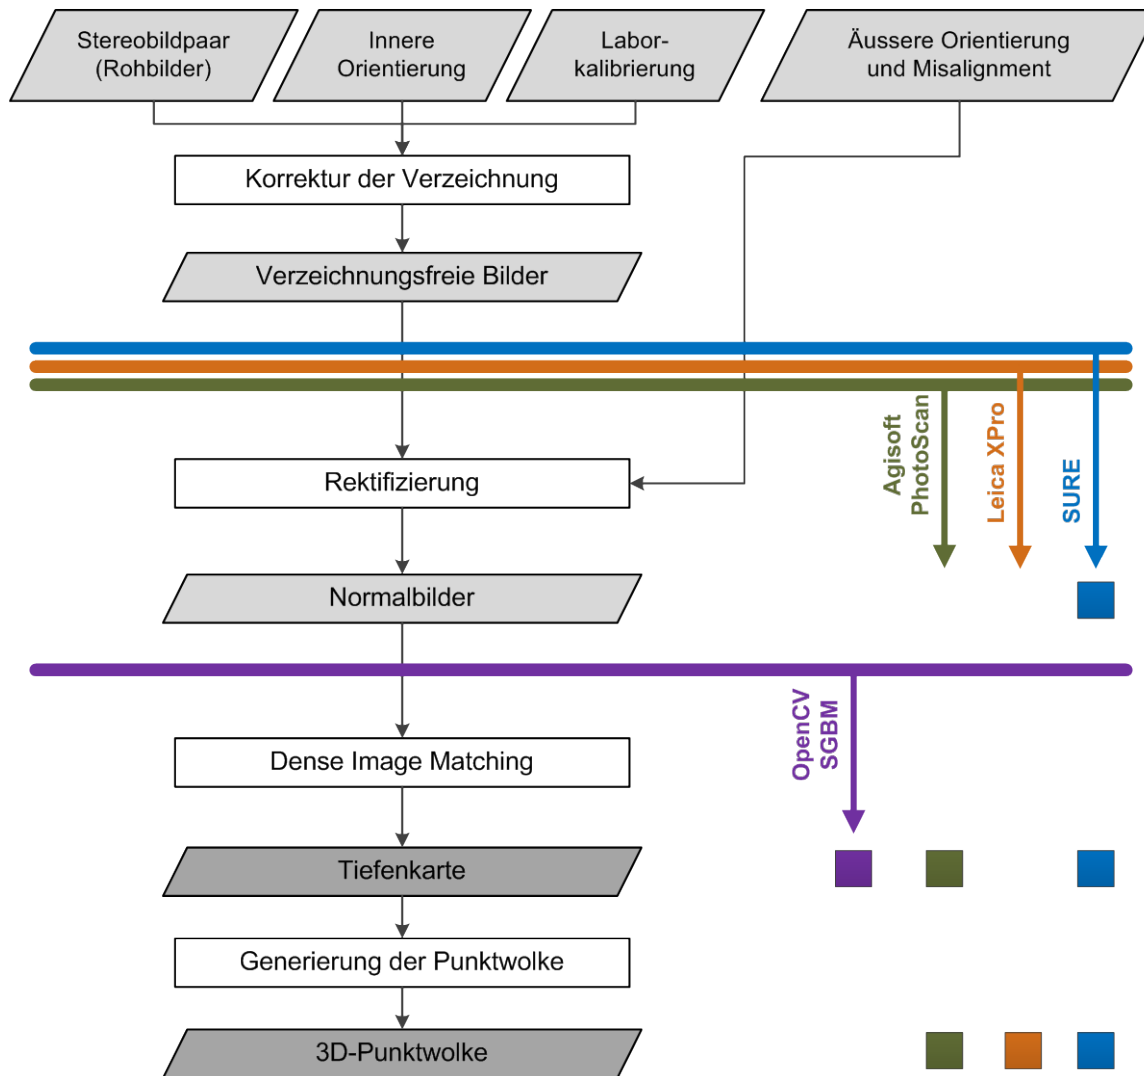 Stereobildpaar
(Rohbilder)
Innere
Orientierung
Labor-
kalibrierung
Äussere Orientierung
und Misalignment
Korrektur der Verzeichnung
Verzeichnungsfreie Bilder
Agisoft
PhotoScan
Leica XPro
SURE
Rektifizierung
Normalbilder
OpenCV
SGBM
Dense Image Matching
Tiefenkarte
Generierung der Punktwolke
3D-Punktwolke